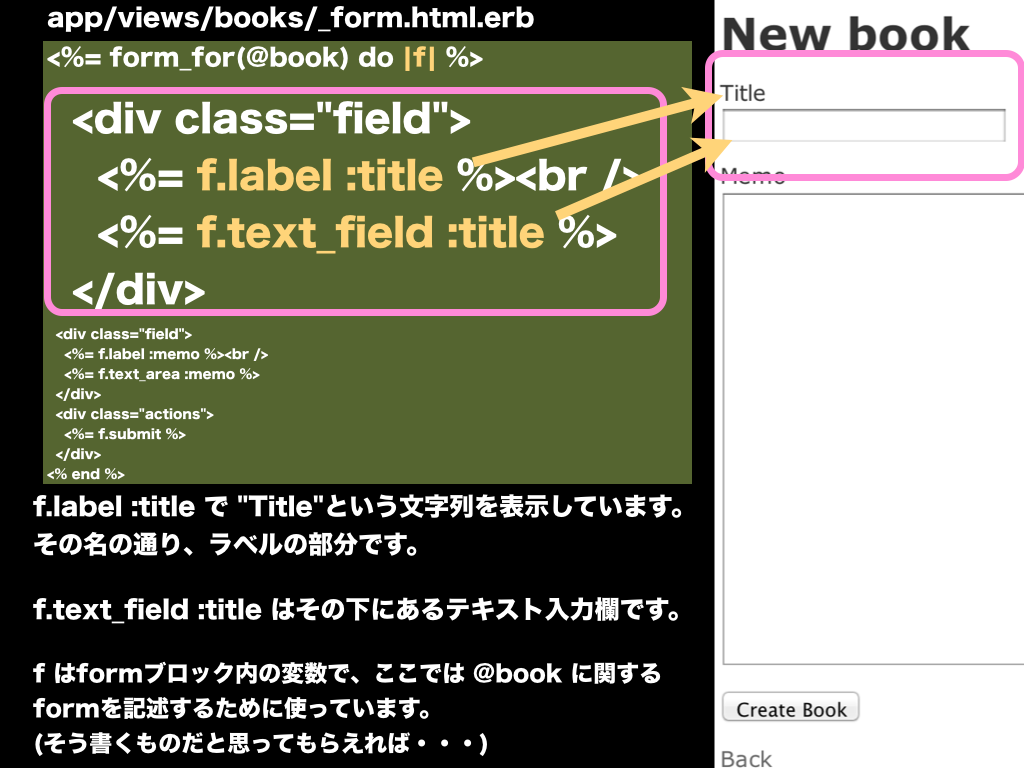 app/views/books/_form.html.erb
<%= form_for(@book) do |f| %>
<div class="field">
<%= f.label :title %><br />
<%= f.text_field :title %>
</div>
<div class="field">
<%= f.label :memo %><br />
<%= f.text_area :memo %>
</div>
<div class="actions">
<%= f.submit %>
</div>
<% end %>
f.label :title で "Title"という文字列を表示しています。
その名の通り、ラベルの部分です。
f.text_field :title はその下にあるテキスト入力欄です。
f はformブロック内の変数で、ここでは @book に関する
formを記述するために使っています。
(そう書くものだと思ってもらえれば・・・)
New book
Title
Memo
Create Book
Back